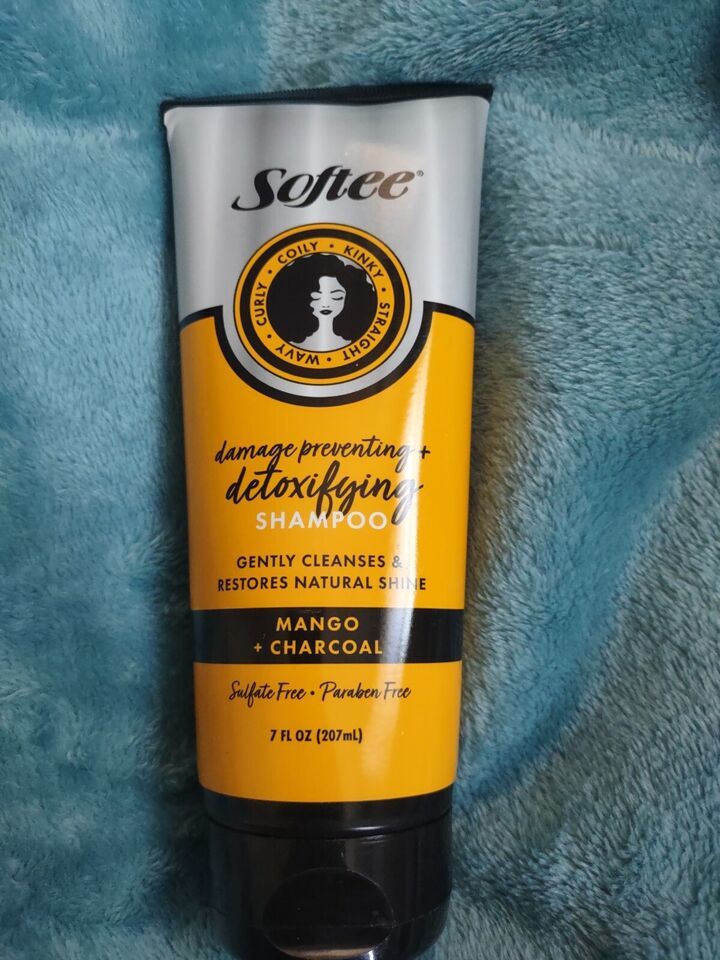 Softee®
COILY • KINKY • STRAIGHT • WAVY • CURLY •
damage preventing +
detoxifying
SHAMPOO
GENTLY CLEANSES &
RESTORES NATURAL SHINE
MANGO
+ CHARCOAL
Sulfate Free • Paraben Free
7 FL OZ (207mL)